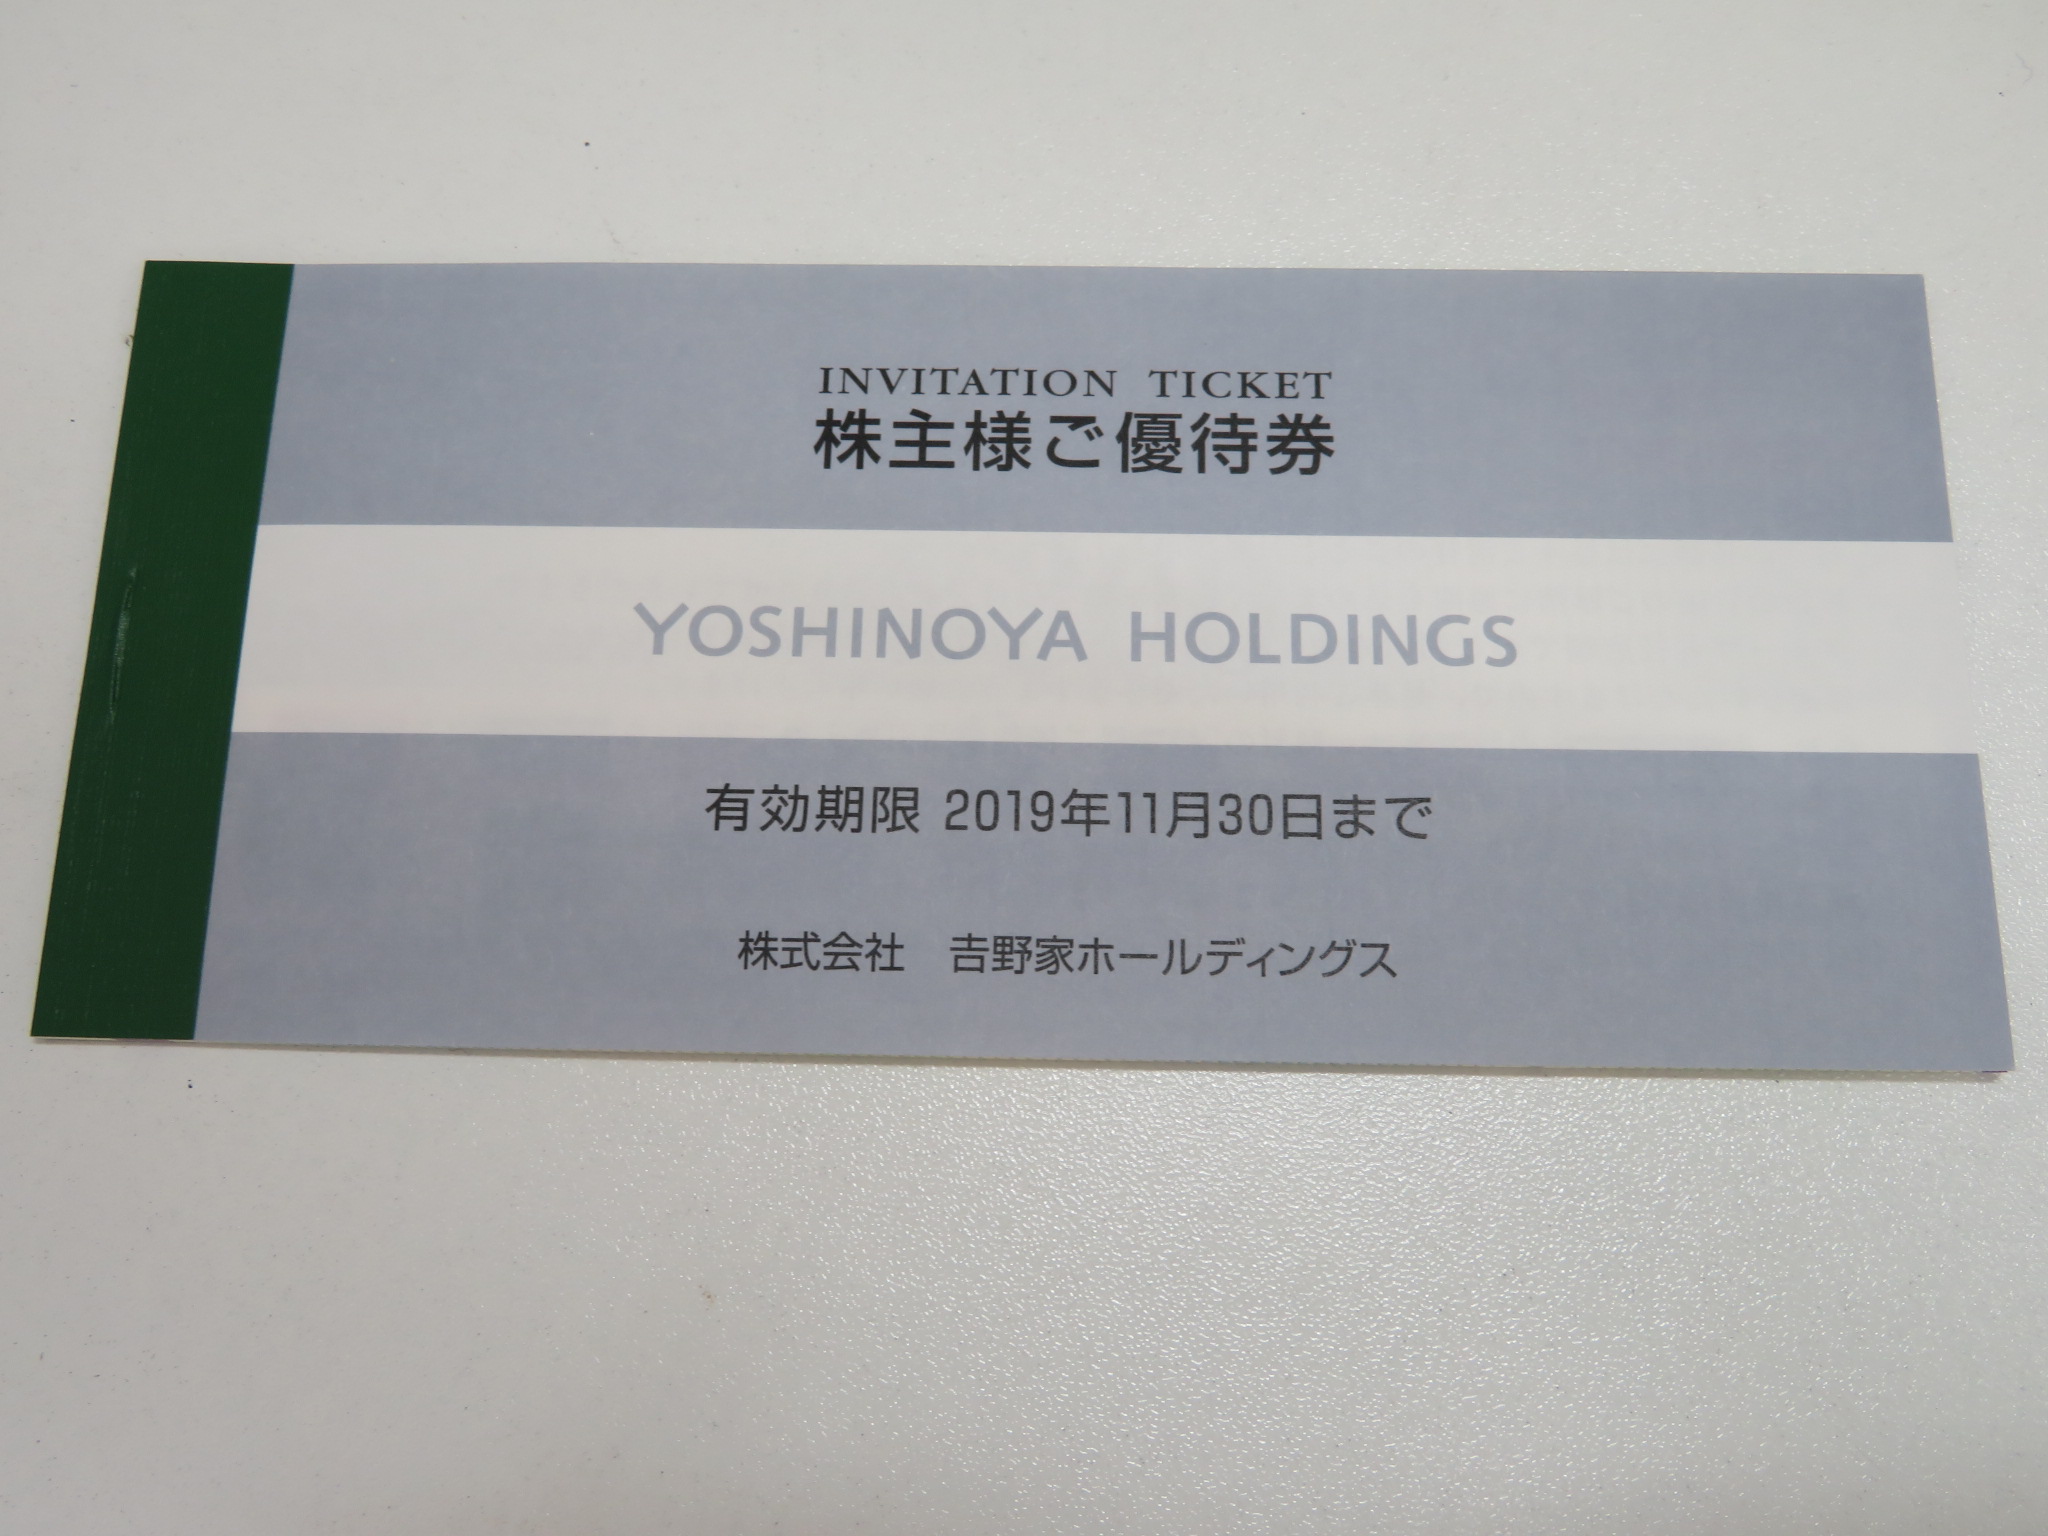 INVITATION TICKET
株主様ご優待券
YOSHINOYA HOLDINGS
有効期限 2019年11月30日まで
株式会社 𠮷野家ホールディングス